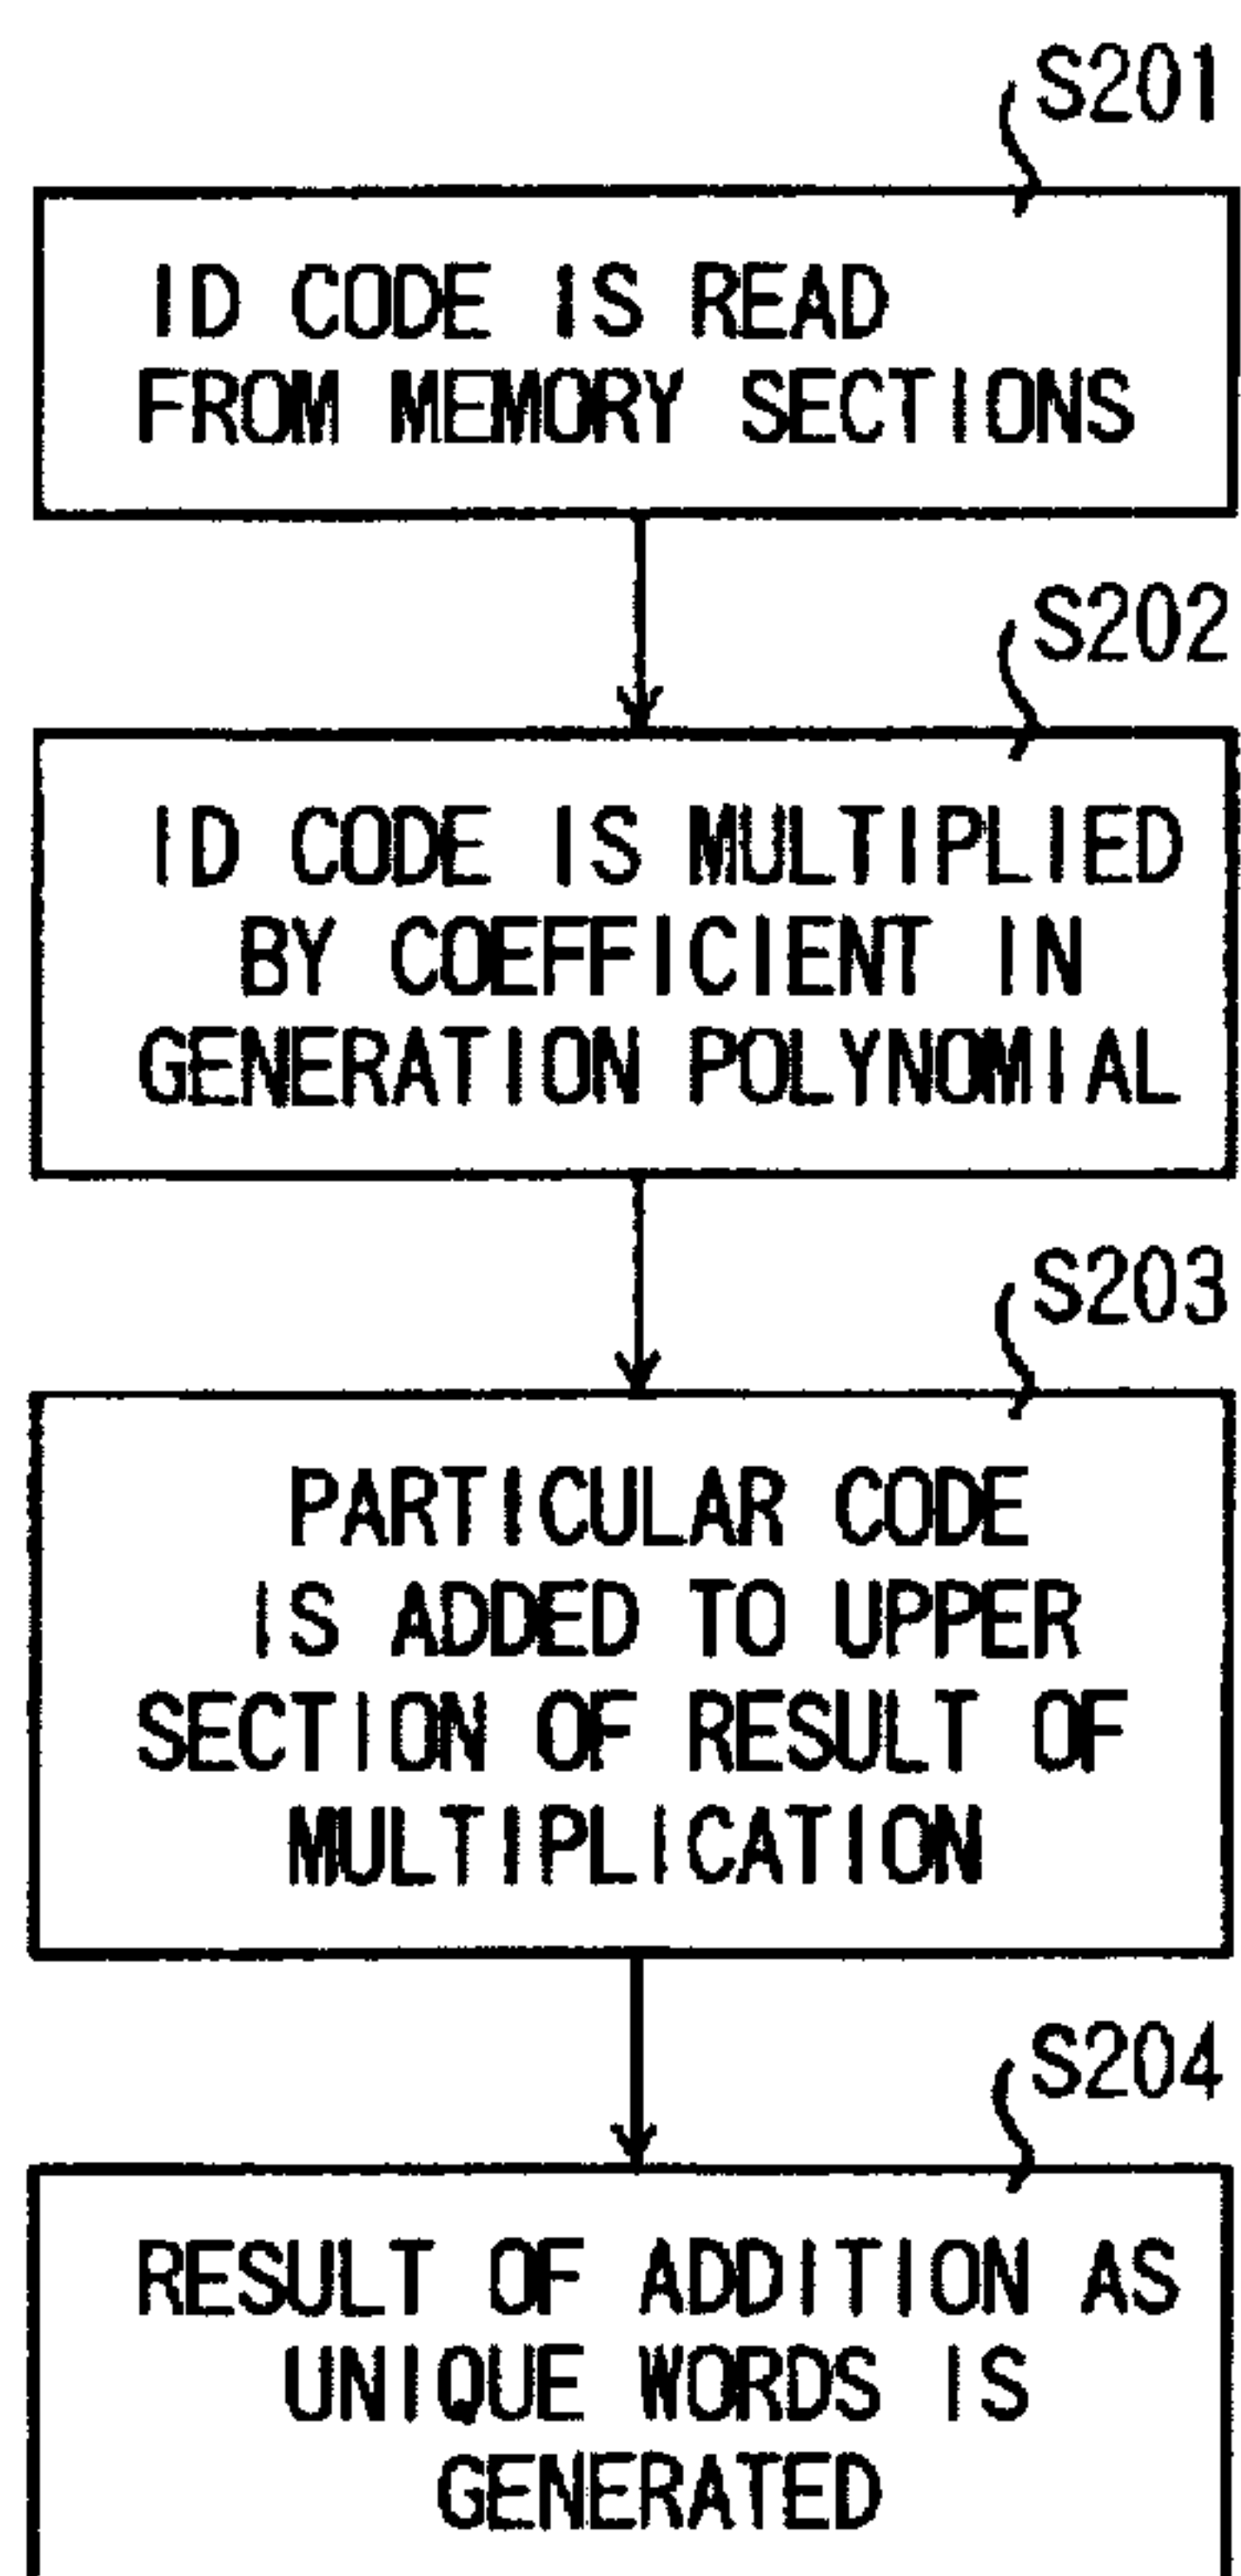 S201
ID CODE IS READ
FROM MEMORY SECTIONS
S202
ID CODE IS MULTIPLIED
BY COEFFICIENT IN
GENERATION POLYNOMIAL
S203
PARTICULAR CODE
IS ADDED TO UPPER
SECTION OF RESULT OF
MULTIPLICATION
S204
RESULT OF ADDITION AS
UNIQUE WORDS IS
GENERATED